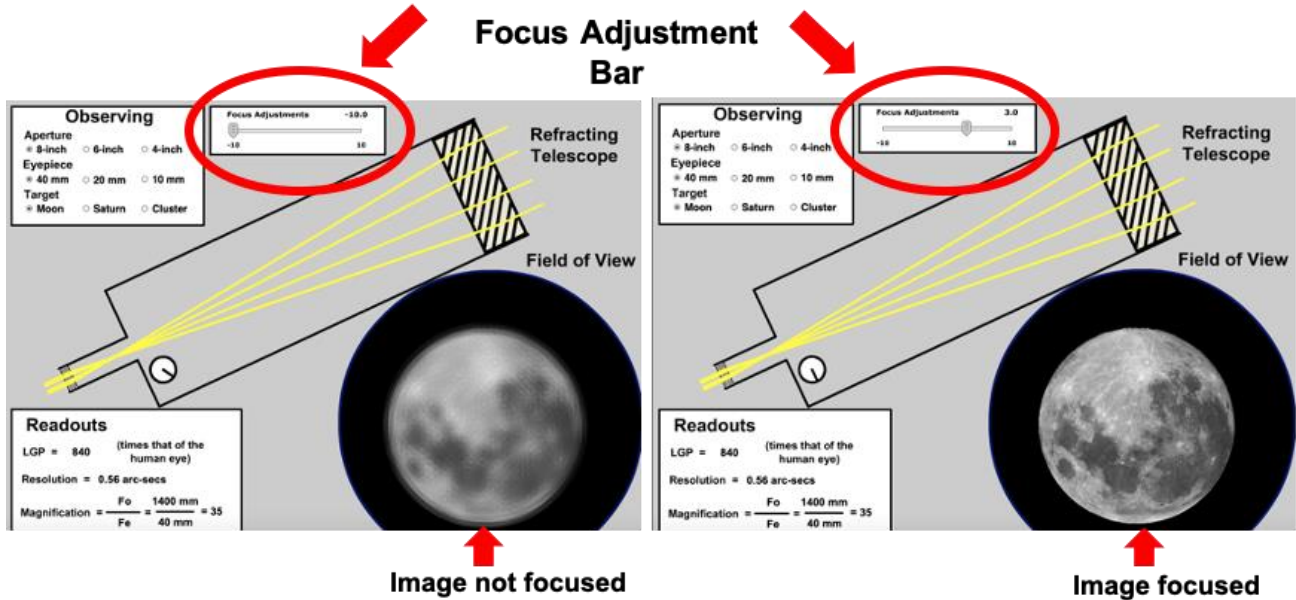 Focus Adjustment
Bar
Observing
Aperture
8-inch 6-inch 4-inch
Eyepiece
40 mm 20 mm 10 mm
Target
Moon Saturn Cluster
Focus Adjustments -10.0
-10 10
Refracting
Telescope
Field of View
Readouts
LGP = 840 (times that of the
human eye)
Resolution = 0.56 arc-secs
Magnification = Fo = 1400 mm = 35
Fe 40 mm
Image not focused
Observing
Aperture
8-inch 6-inch 4-inch
Eyepiece
40 mm 20 mm 10 mm
Target
Moon Saturn Cluster
Focus Adjustments 3.0
-10 10
Refracting
Telescope
Field of View
Readouts
LGP = 840 (times that of the
human eye)
Resolution = 0.56 arc-secs
Magnification = Fo = 1400 mm = 35
Fe 40 mm
Image focused